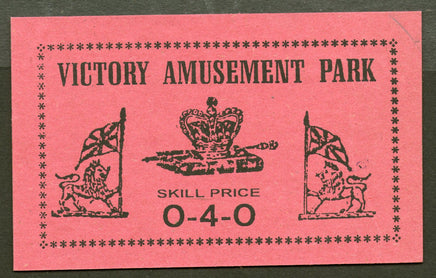 VICTORY AMUSEMENT PARK
SKILL PRICE
0-4-0